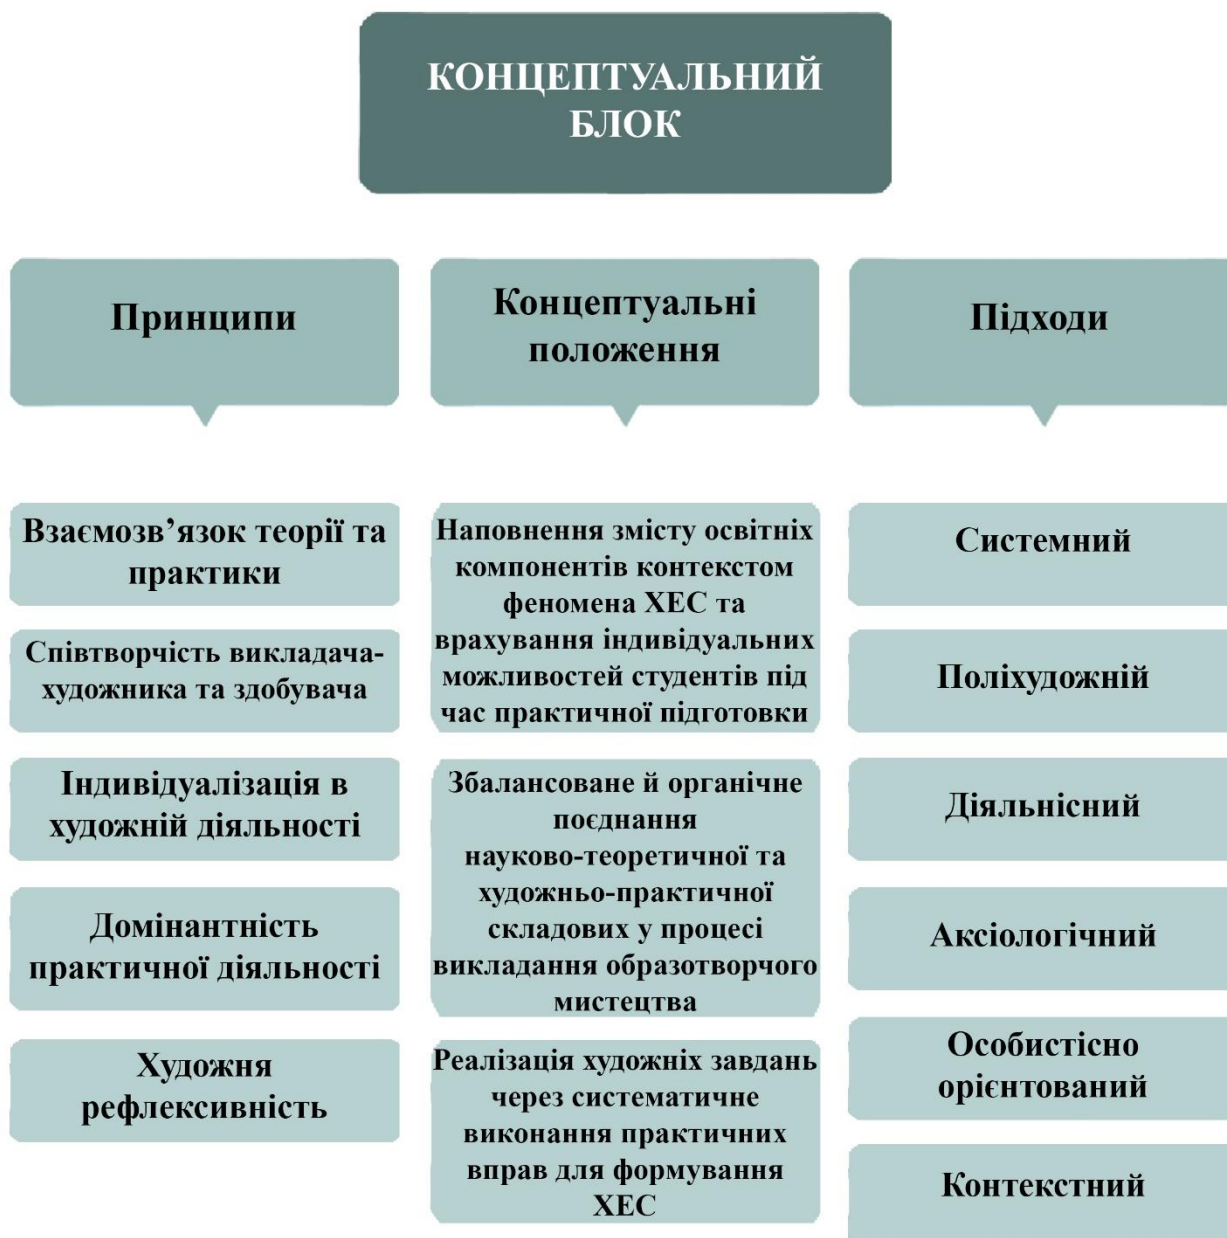 КОНЦЕПТУАЛЬНИЙ
БЛОК
Принципи
Взаємозв’язок теорії та
практики
Співтворчість викладача-
художника та здобувача
Індивідуалізація в
художній діяльності
Домінантність
практичної діяльності
Художня
рефлексивність
Концептуальні
положення
Наповнення змісту освітніх
компонентів контекстом
феномена ХЕС та
врахування індивідуальних
можливостей студентів під
час практичної підготовки
Збалансоване й органічне
поєднання
науково-теоретичної та
художньо-практичної
складових у процесі
викладання образотворчого
мистецтва
Реалізація художніх завдань
через систематичне
виконання практичних
вправ для формування
ХЕС
Підходи
Системний
Поліхудожній
Діяльнісний
Аксіологічний
Особистісно
орієнтований
Контекстний